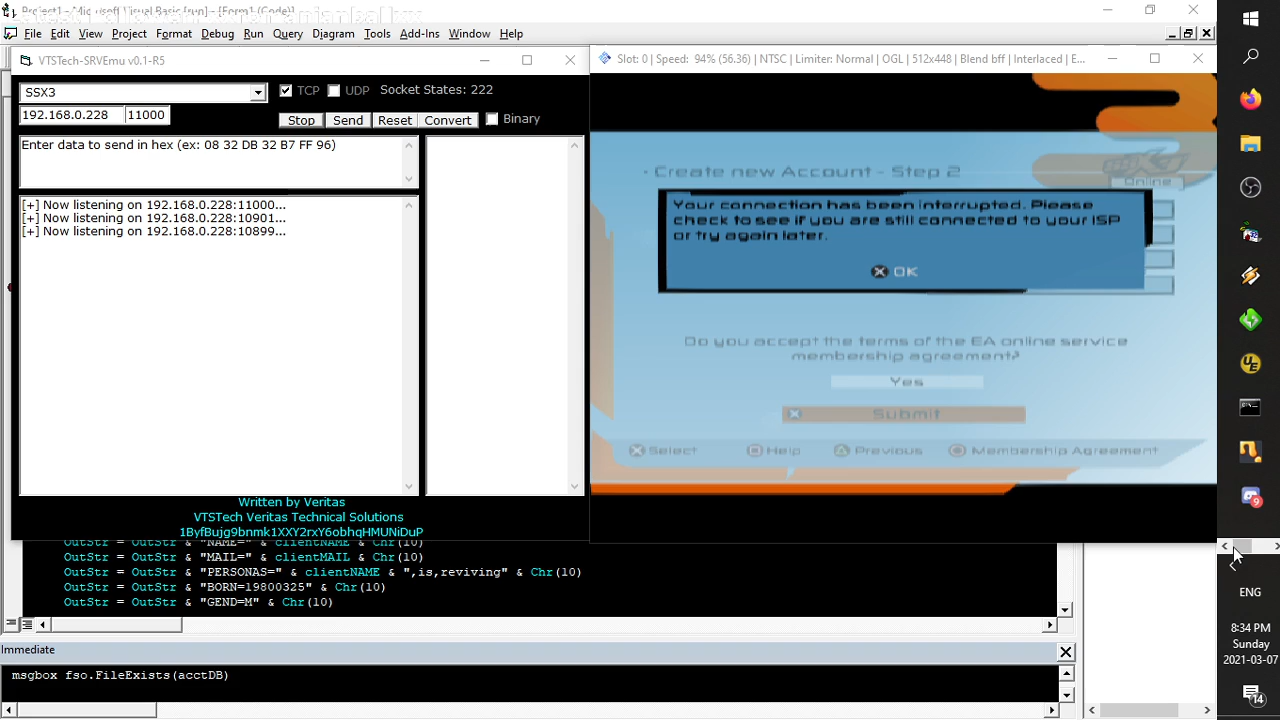 Project1 - Microsoft Visual Basic [run] - [Form1 (Code)]
File Edit View Project Format Debug Run Query Diagram Tools Add-Ins Window Help
VTSTech-SRVEmu v0.1-R5
SSX3
TCP UDP Socket States: 222
192.168.0.228 11000
Stop Send Reset Convert Binary
Enter data to send in hex (ex: 08 32 DB 32 B7 FF 96)
[+] Now listening on 192.168.0.228:11000...
[+] Now listening on 192.168.0.228:10901...
[+] Now listening on 192.168.0.228:10899...
Written by Veritas
VTSTech Veritas Technical Solutions
1ByfBujg9bnmk1XXY2rxY6obhqHMUNiDuP
Slot: 0 | Speed: 94% (56.36) | NTSC | Limiter: Normal | OGL | 512x448 | Blend bff | Interlaced | E...
Create new Account - Step 2
Online
Your connection has been interrupted. Please
check to see if you are still connected to your ISP
or try again later.
OK
Do you accept the terms of the EA online service
membership agreement?
Yes
Submit
Select Help Previous Membership Agreement
OutStr = OutStr & "NAME=" & clientNAME & Chr(10)
OutStr = OutStr & "MAIL=" & clientMAIL & Chr(10)
OutStr = OutStr & "PERSONAS=" & clientNAME & ",is,reviving" & Chr(10)
OutStr = OutStr & "BORN=19800325" & Chr(10)
OutStr = OutStr & "GEND=M" & Chr(10)
Immediate
msgbox fso.FileExists(acctDB)
9
ENG
8:34 PM
Sunday
2021-03-07
14